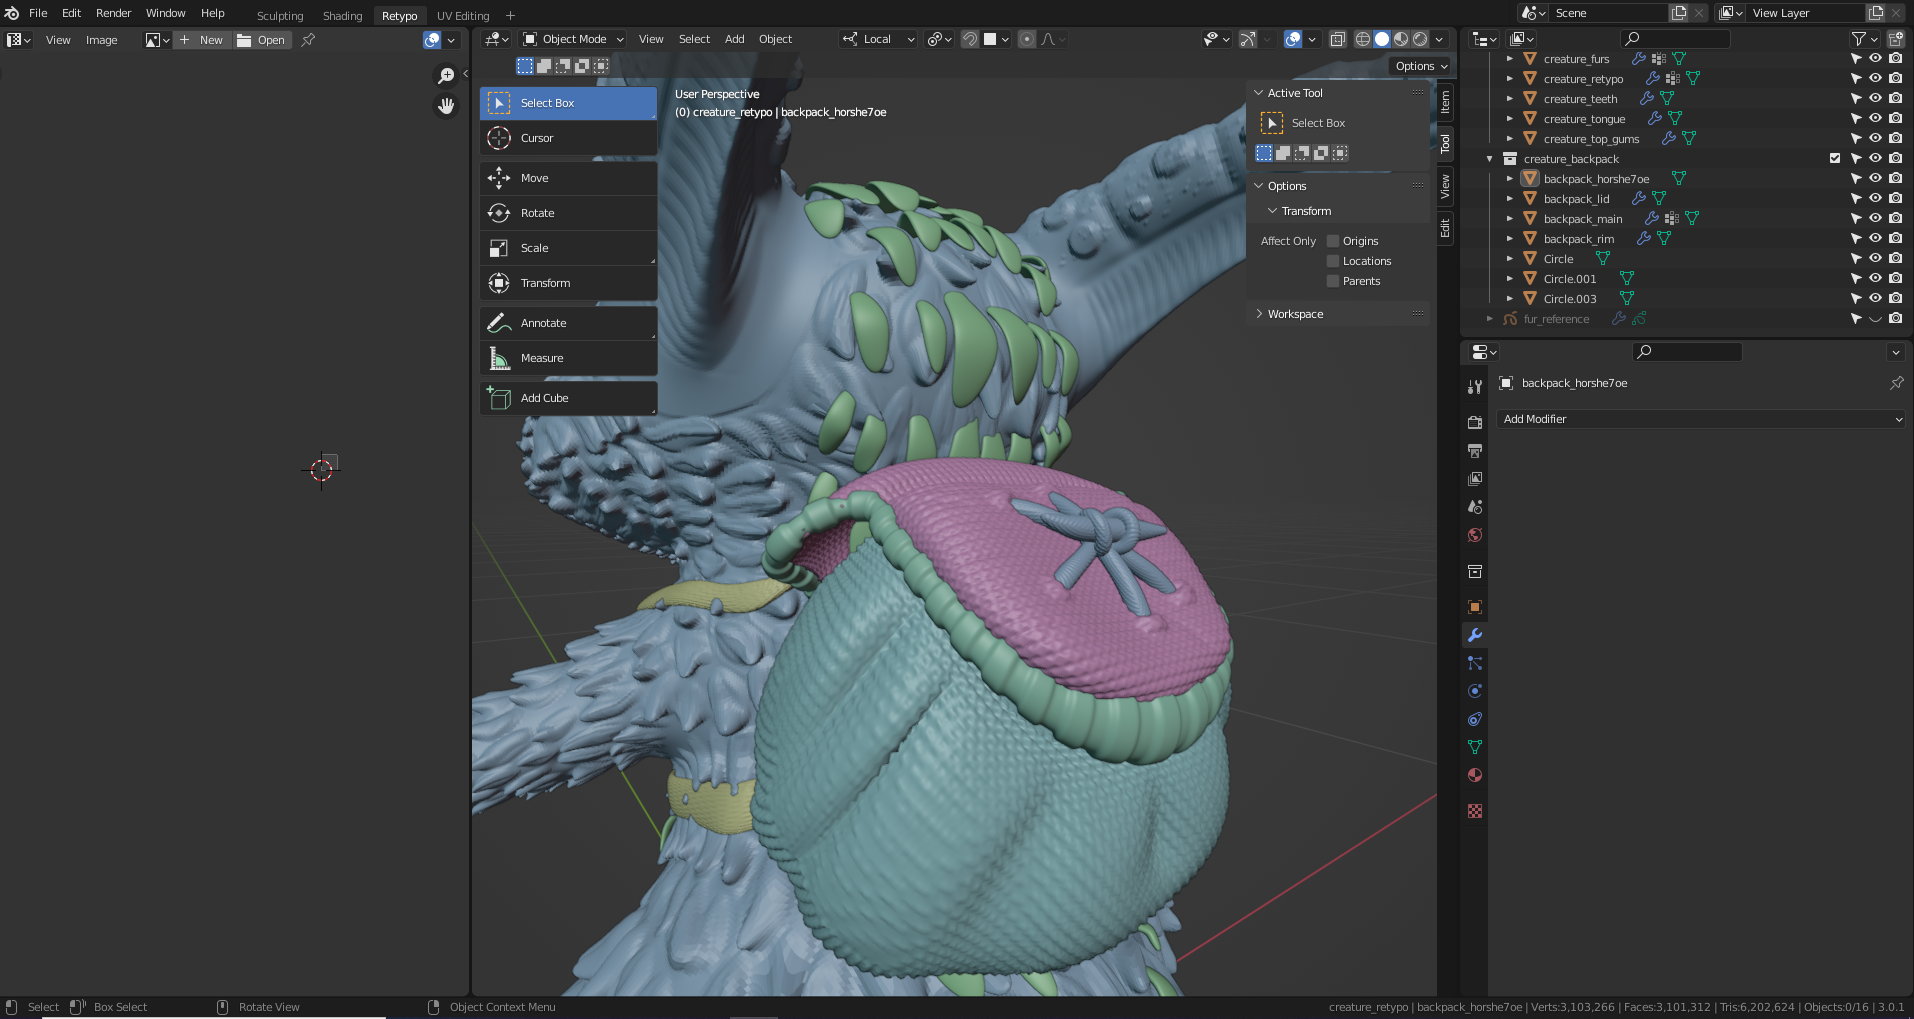 File Edit Render Window Help Sculpting Shading Retypo UV Editing + Scene View Layer
View Image New Open Object Mode View Select Add Object Local
Options
Select Box
Cursor
Move
Rotate
Scale
Transform
Annotate
Measure
Add Cube
User Perspective
(0) creature_retypo | backpack_horshe7oe
Active Tool
Select Box
Options
Transform
Affect Only Origins
Locations
Parents
Workspace
Item
Tool
View
Edit
creature_furs
creature_retypo
creature_teeth
creature_tongue
creature_top_gums
creature_backpack
backpack_horshe7oe
backpack_lid
backpack_main
backpack_rim
Circle
Circle.001
Circle.003
fur_reference
backpack_horshe7oe
Add Modifier
Select Box Select Rotate View Object Context Menu
creature_retypo | backpack_horshe7oe | Verts:3,103,266 | Faces:3,101,312 | Tris:6,202,624 | Objects:0/16 | 3.0.1